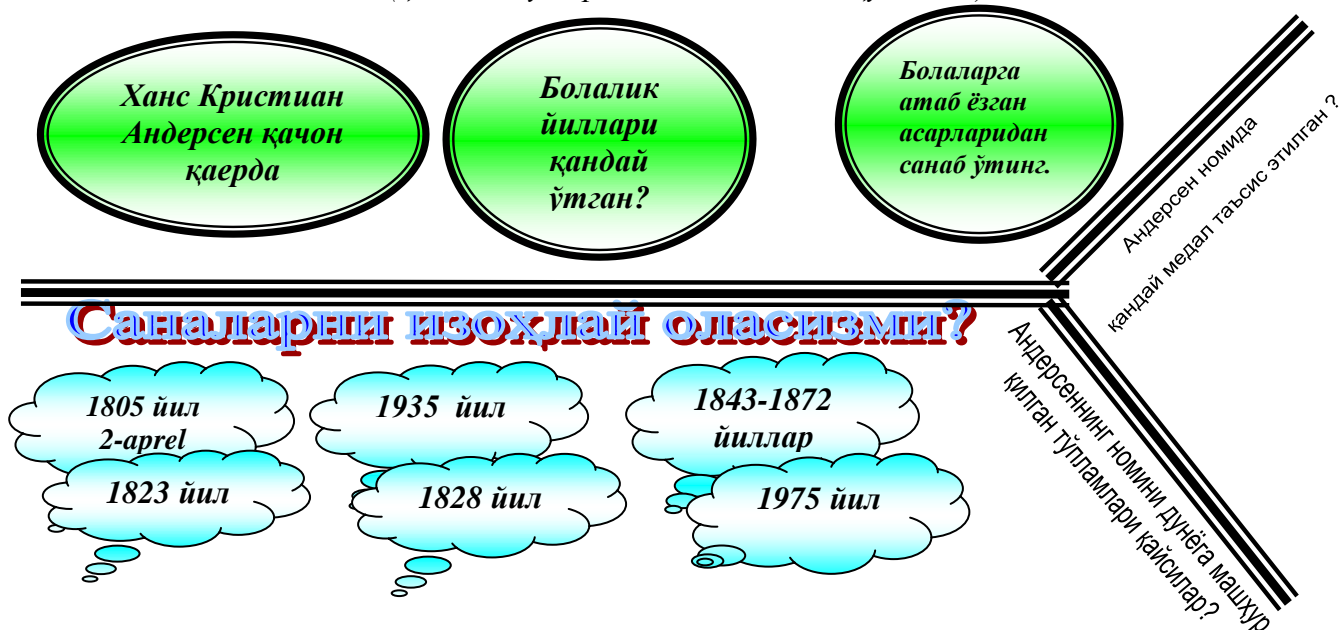 Ханс Кристиан
Андерсен қачон
қаерда
Болалик
йиллари
қандай
ўтган?
Болаларга
атаб ёзган
асарларидан
санаб ўтинг.
Андерсен номида
қандай медал таъсис этилган ?
Саналарни изоҳлай оласизми?
Андерсеннинг номини дунёга машҳур
қилган тўпламлари қайсилар?
1805 йил
2-aprel
1935 йил
1843-1872
йиллар
1823 йил
1828 йил
1975 йил